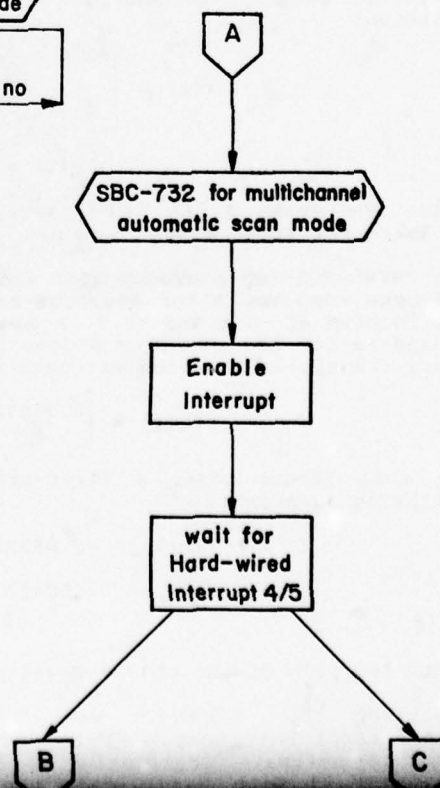 de
no
A
SBC-732 for multichannel
automatic scan mode
Enable
Interrupt
wait for
Hard-wired
Interrupt 4/5
B
C